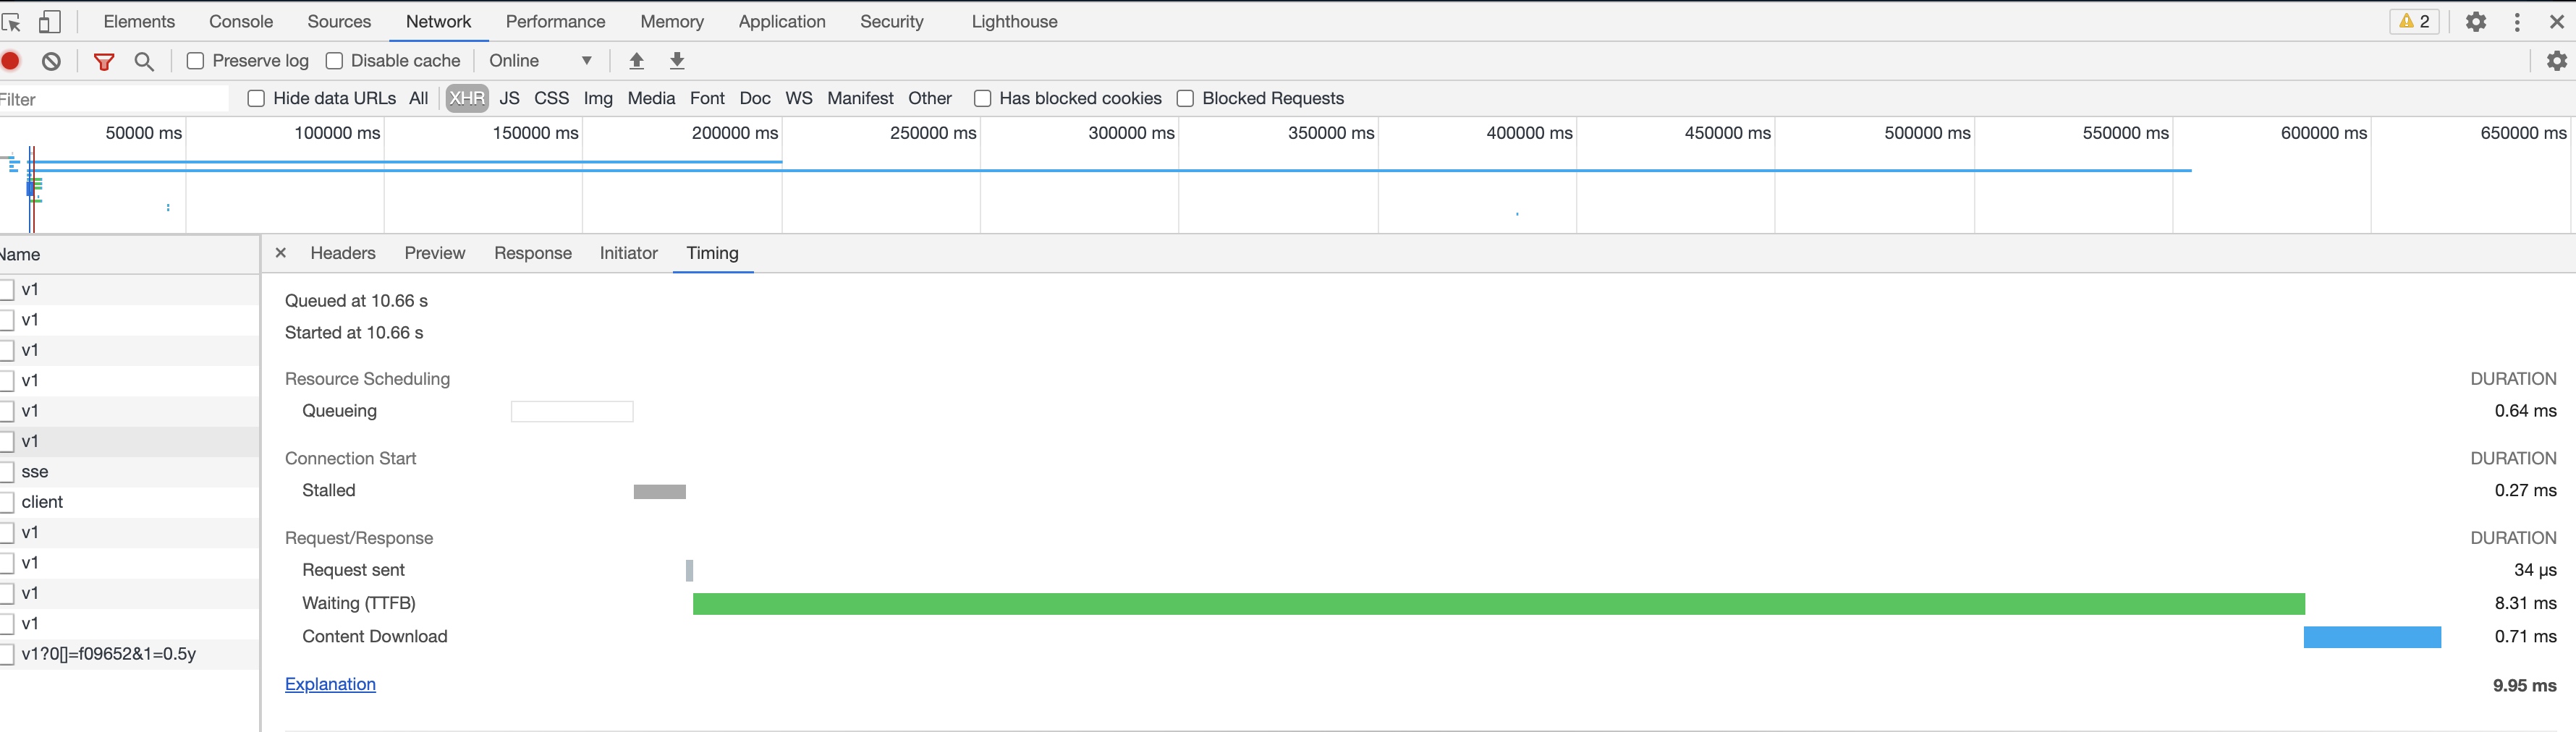 Elements Console Sources Network Performance Memory Application Security Lighthouse 2
Preserve log Disable cache Online
Filter Hide data URLs All XHR JS CSS Img Media Font Doc WS Manifest Other Has blocked cookies Blocked Requests
50000 ms 100000 ms 150000 ms 200000 ms 250000 ms 300000 ms 350000 ms 400000 ms 450000 ms 500000 ms 550000 ms 600000 ms 650000 ms
Name
v1
v1
v1
v1
v1
v1
sse
client
v1
v1
v1
v1
v1?0[]=f09652&1=0.5y
Headers Preview Response Initiator Timing
Queued at 10.66 s
Started at 10.66 s
Resource Scheduling DURATION
Queueing 0.64 ms
Connection Start DURATION
Stalled 0.27 ms
Request/Response DURATION
Request sent 34 µs
Waiting (TTFB) 8.31 ms
Content Download 0.71 ms
Explanation 9.95 ms